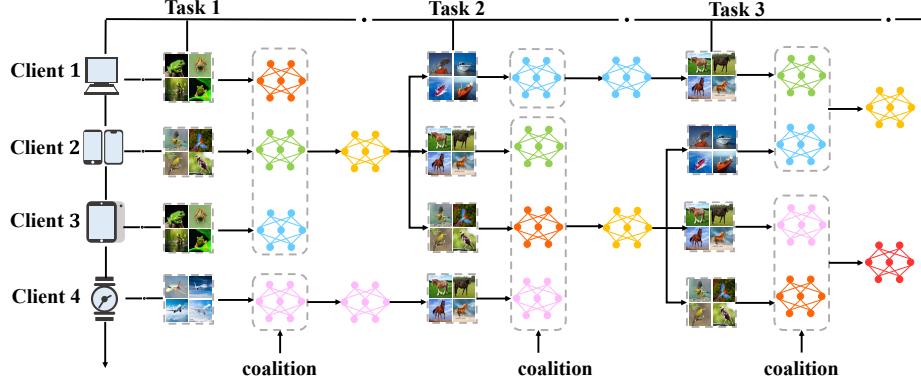 Task 1
Task 2
Task 3
Client 1
Client 2
Client 3
Client 4
coalition
coalition
coalition